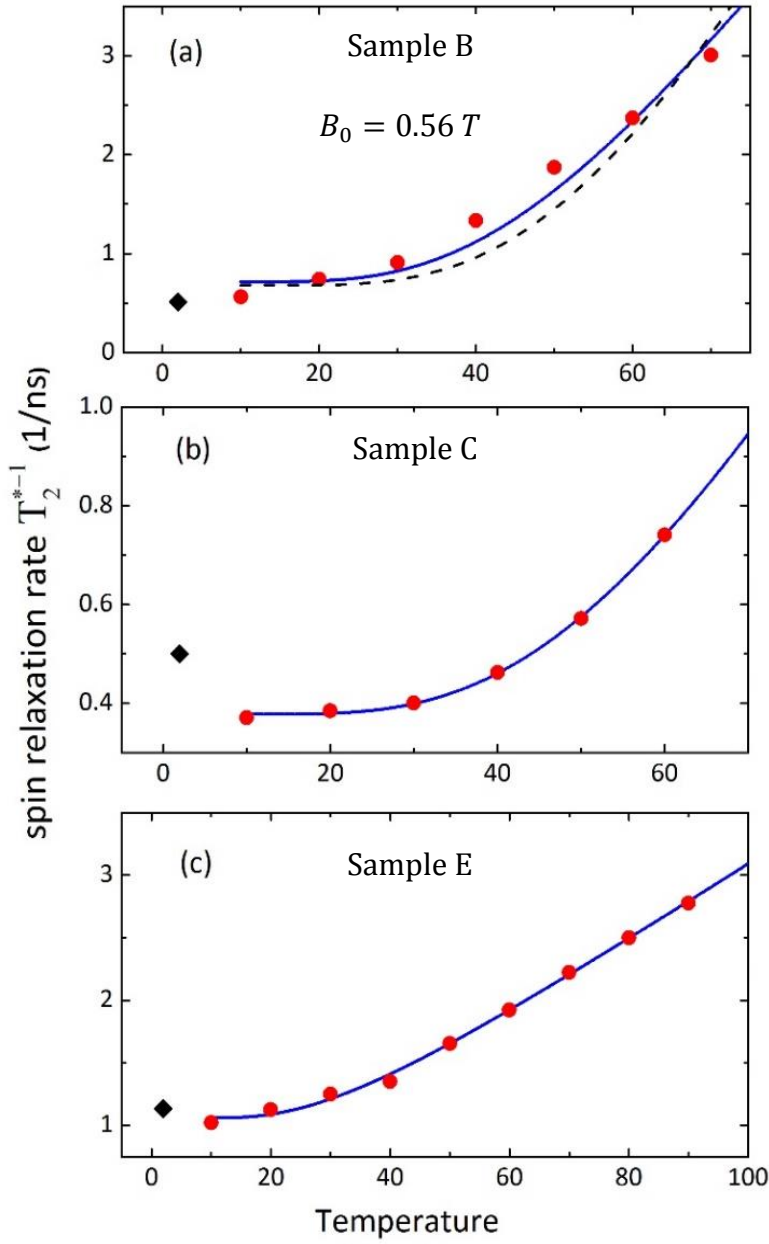 (a) Sample B
B₀ = 0.56 T
3
2
1
0
0 20 40 60
(b) Sample C
1.0
0.8
0.6
0.4
0 20 40 60
(c) Sample E
3
2
1
0 20 40 60 80 100
spin relaxation rate T₂*⁻¹ (1/ns)
Temperature